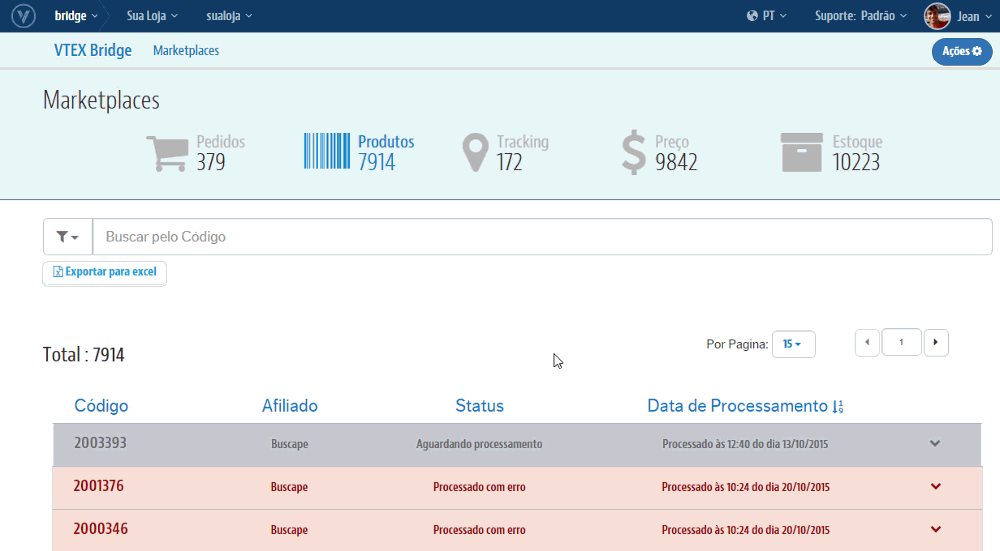 bridge Sua Loja sualoja PT Suporte: Padrão Jean
VTEX Bridge Marketplaces Ações
Marketplaces
Pedidos Produtos Tracking Preço Estoque
379 7914 172 9842 10223
Buscar pelo Código
Exportar para excel
Total : 7914 Por Pagina: 15 1
Código Afiliado Status Data de Processamento
2003393 Buscape Aguardando processamento Processado às 12:40 do dia 13/10/2015
2001376 Buscape Processado com erro Processado às 10:24 do dia 20/10/2015
2000346 Buscape Processado com erro Processado às 10:24 do dia 20/10/2015